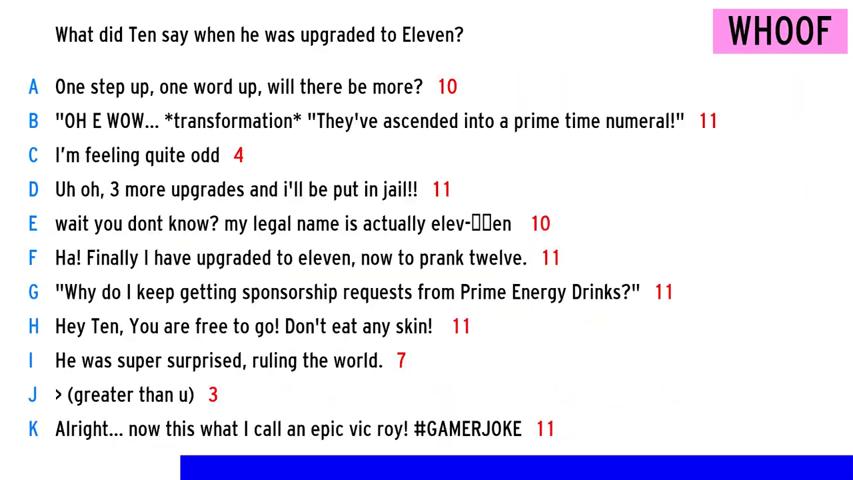 What did Ten say when he was upgraded to Eleven?
WHOOF
A One step up, one word up, will there be more? 10
B "OH E WOW... *transformation* "They've ascended into a prime time numeral!" 11
C I'm feeling quite odd 4
D Uh oh, 3 more upgrades and i'll be put in jail!! 11
E wait you dont know? my legal name is actually elev-▯▯en 10
F Ha! Finally I have upgraded to eleven, now to prank twelve. 11
G "Why do I keep getting sponsorship requests from Prime Energy Drinks?" 11
H Hey Ten, You are free to go! Don't eat any skin! 11
I He was super surprised, ruling the world. 7
J > (greater than u) 3
K Alright... now this what I call an epic vic roy! #GAMERJOKE 11